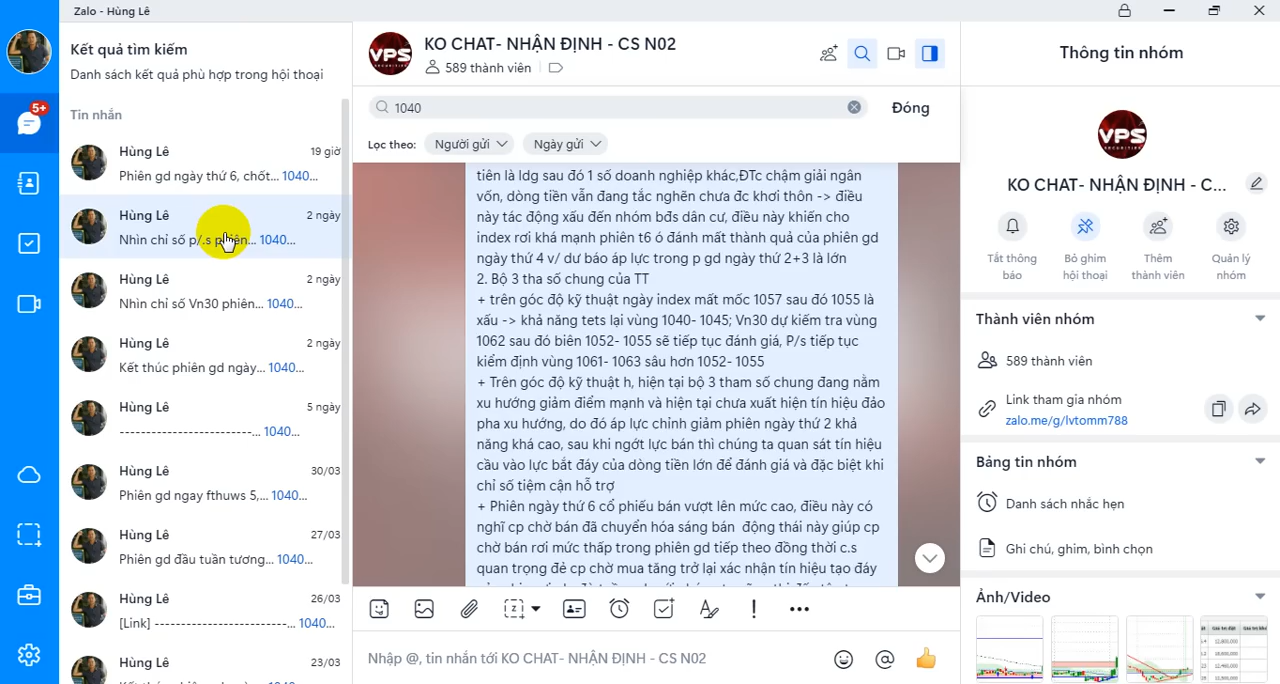 Zalo - Hùng Lê
5+
Kết quả tìm kiếm
Danh sách kết quả phù hợp trong hội thoại
Tin nhắn
Hùng Lê
19 giờ
Phiên gd ngày thứ 6, chốt... 1040...
Hùng Lê
2 ngày
Nhìn chỉ số p/.s phiên... 1040...
Hùng Lê
2 ngày
Nhìn chỉ số Vn30 phiên... 1040...
Hùng Lê
2 ngày
Kết thúc phiên gd ngày... 1040...
Hùng Lê
5 ngày
-------------------------... 1040...
Hùng Lê
30/03
Phiên gd ngay fthuws 5,... 1040...
Hùng Lê
27/03
Phiên gd đầu tuần tương... 1040...
Hùng Lê
26/03
[Link] -------------------------... 1040...
Hùng Lê
23/03
VPS
SECURITIES
KO CHAT- NHẬN ĐỊNH - CS N02
589 thành viên
1040
Đóng
Lọc theo:
Người gửi
Ngày gửi
tiên là ldg sau đó 1 số doanh nghiệp khác,ĐTc chậm giải ngân
vốn, dòng tiền vẫn đang tắc nghẽn chưa đc khơi thôn -> điều
này tác động xấu đến nhóm bđs dân cư, điều này khiến cho
index rơi khá mạnh phiên t6 ó đánh mất thành quả của phiên gd
ngày thứ 4 v/ dư báo áp lực trong p gd ngày thứ 2+3 là lớn
2. Bộ 3 tha số chung của TT
+ trên góc độ kỹ thuật ngày index mất mốc 1057 sau đó 1055 là
xấu -> khả năng tets lại vùng 1040- 1045; Vn30 dự kiếm tra vùng
1062 sau đó biên 1052- 1055 sẽ tiếp tục đánh giá, P/s tiếp tục
kiểm định vùng 1061- 1063 sâu hơn 1052- 1055
+ Trên góc độ kỹ thuật h, hiện tại bộ 3 tham số chung đang nằm
xu hướng giảm điểm mạnh và hiện tại chưa xuất hiện tín hiệu đảo
pha xu hướng, do đó áp lực chỉnh giảm phiên ngày thứ 2 khả
năng khá cao, sau khi ngớt lực bán thì chúng ta quan sát tín hiệu
cầu vào lực bắt đáy của dòng tiền lớn để đánh giá và đặc biệt khi
chỉ số tiệm cận hỗ trợ
+ Phiên ngày thứ 6 cổ phiếu bán vượt lên mức cao, điều này có
nghĩ cp chờ bán đã chuyển hóa sáng bán động thái này giúp cp
chờ bán rơi mức thấp trong phiên gd tiếp theo đồng thời c.s
quan trọng đẻ cp chờ mua tăng trở lại xác nhận tín hiệu tạo đáy
Nhập @, tin nhắn tới KO CHAT- NHẬN ĐỊNH - CS N02
Thông tin nhóm
VPS
SECURITIES
KO CHAT- NHẬN ĐỊNH - C...
Tắt thông báo
Bỏ ghim hội thoại
Thêm thành viên
Quản lý nhóm
Thành viên nhóm
589 thành viên
Link tham gia nhóm
zalo.me/g/lvtomm788
Bảng tin nhóm
Danh sách nhắc hẹn
Ghi chú, ghim, bình chọn
Ảnh/Video